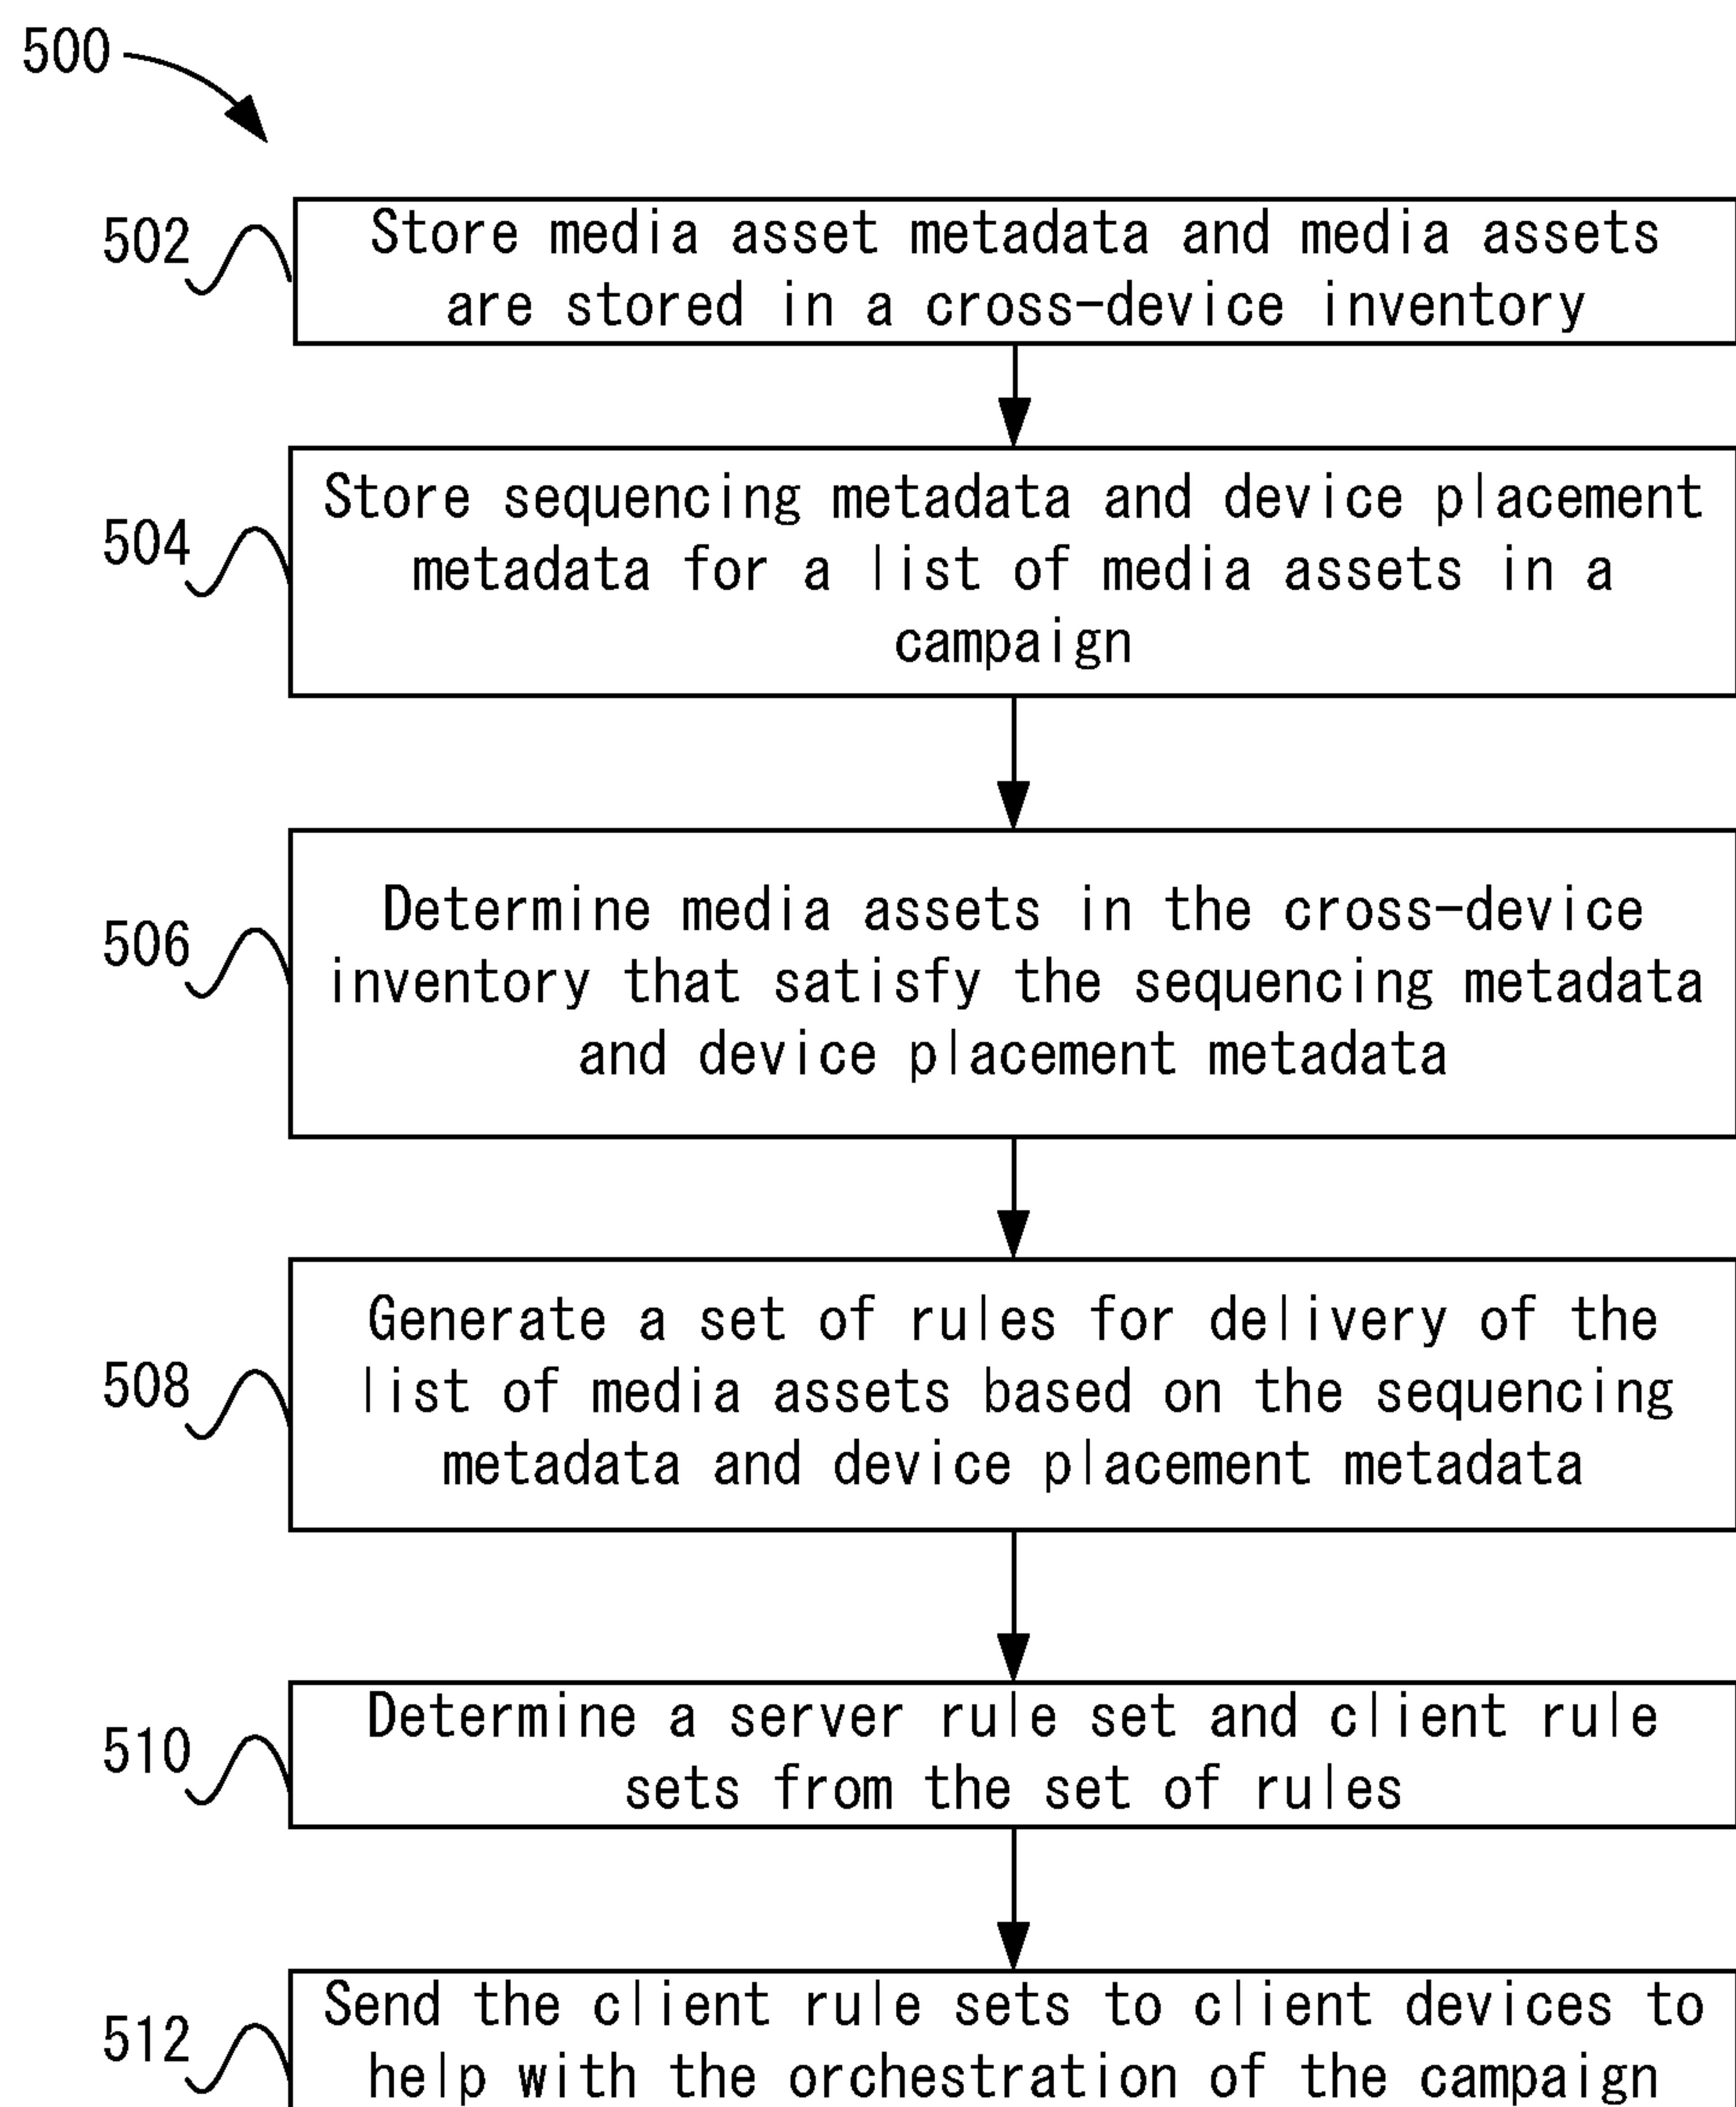 500
502
Store media asset metadata and media assets
are stored in a cross-device inventory
504
Store sequencing metadata and device placement
metadata for a list of media assets in a
campaign
506
Determine media assets in the cross-device
inventory that satisfy the sequencing metadata
and device placement metadata
508
Generate a set of rules for delivery of the
list of media assets based on the sequencing
metadata and device placement metadata
510
Determine a server rule set and client rule
sets from the set of rules
512
Send the client rule sets to client devices to
help with the orchestration of the campaign